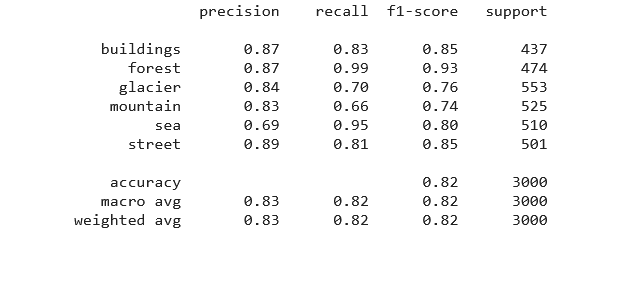 precision recall f1-score support
buildings 0.87 0.83 0.85 437
forest 0.87 0.99 0.93 474
glacier 0.84 0.70 0.76 553
mountain 0.83 0.66 0.74 525
sea 0.69 0.95 0.80 510
street 0.89 0.81 0.85 501
accuracy 0.82 3000
macro avg 0.83 0.82 0.82 3000
weighted avg 0.83 0.82 0.82 3000